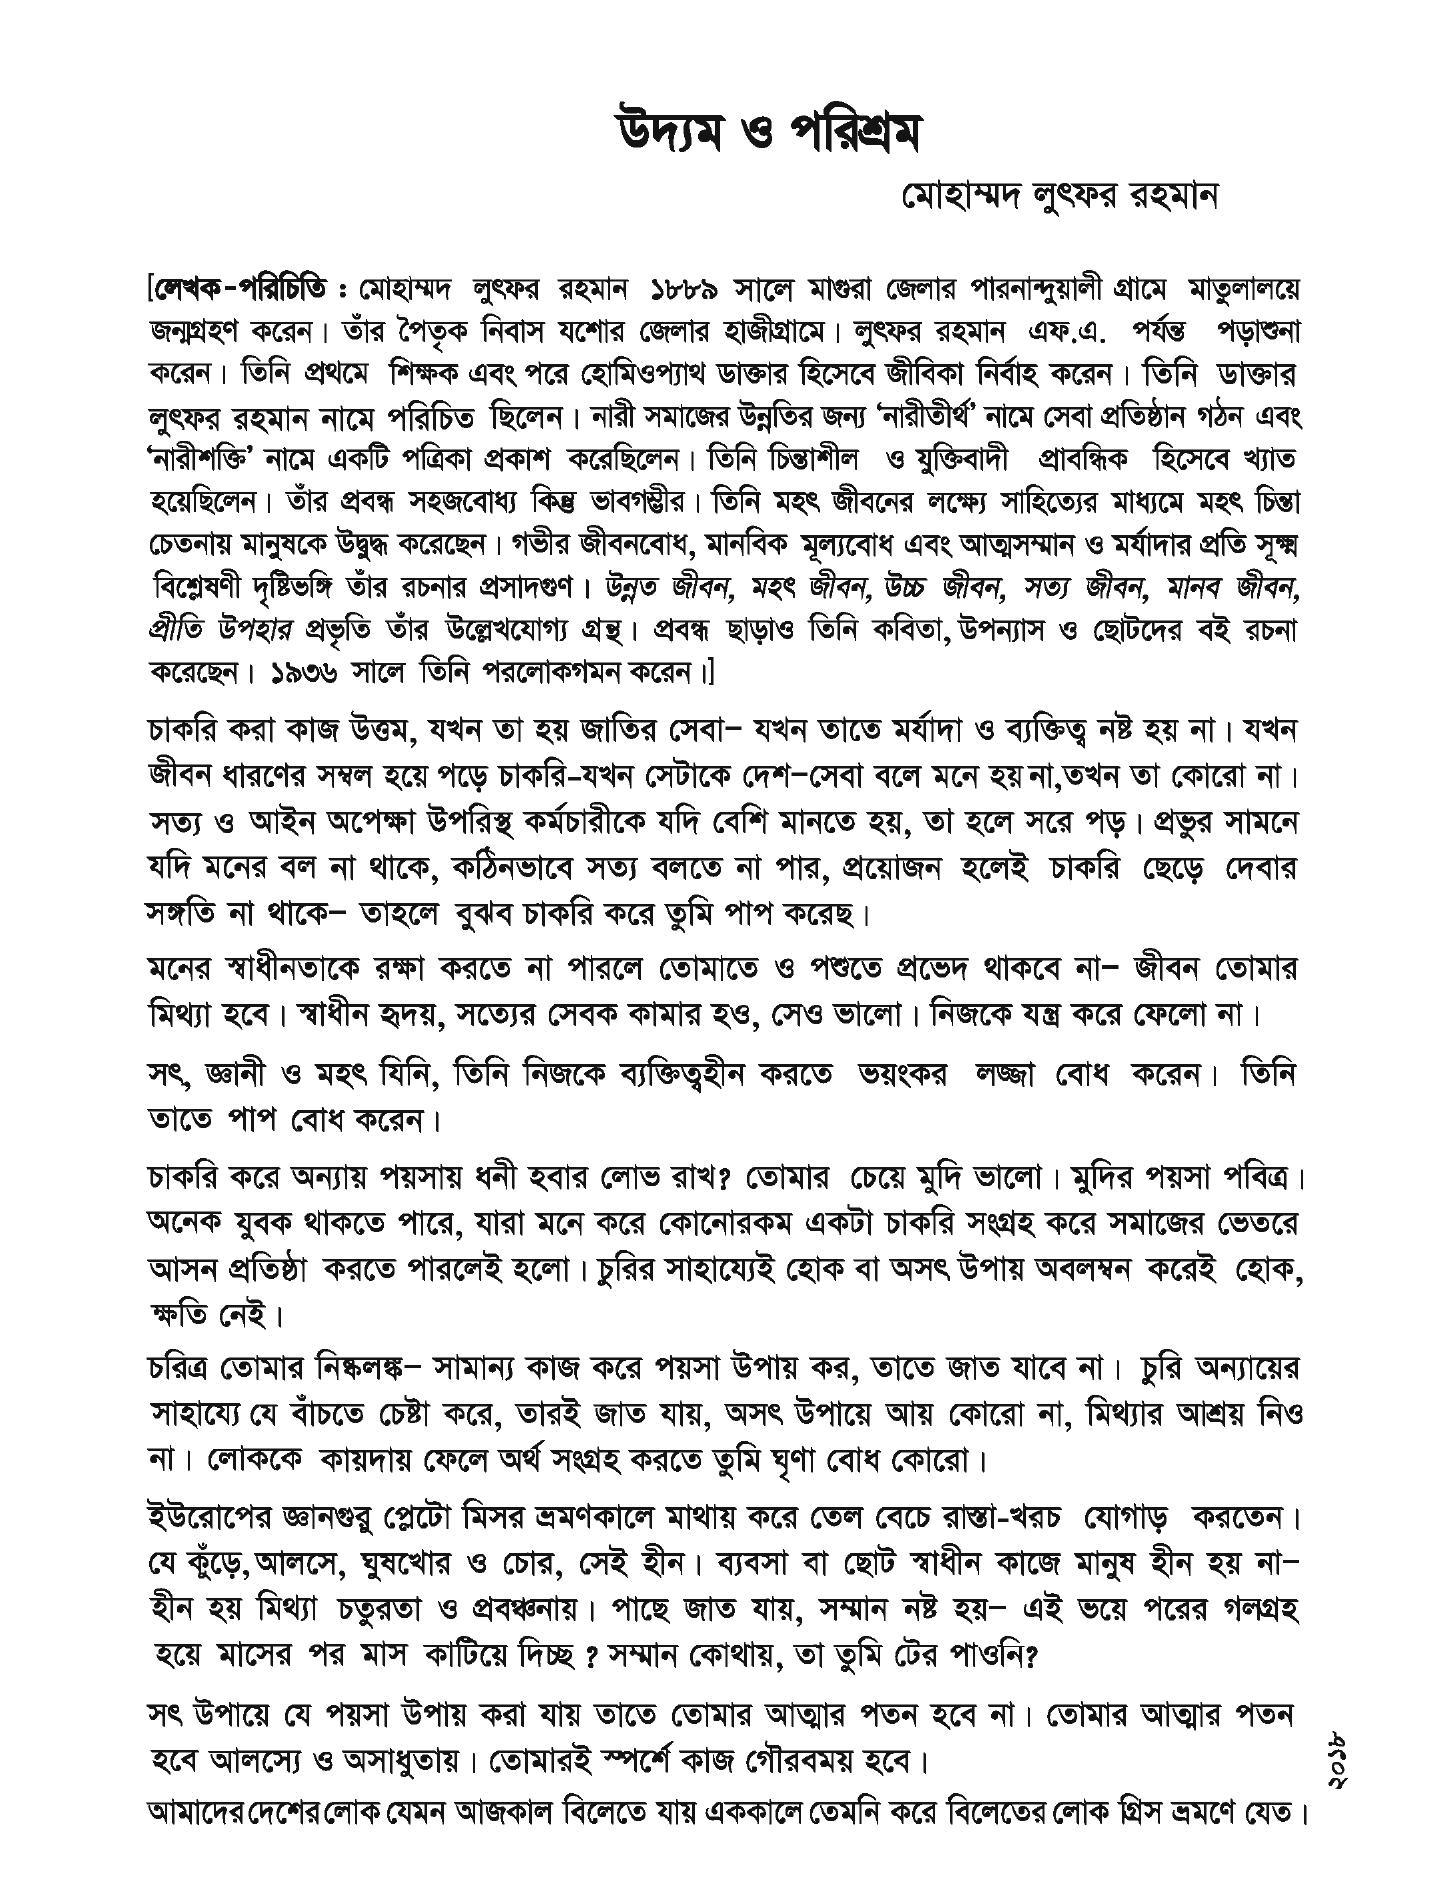 উদ্যম ও পরিশ্রম
মোহাম্মদ লুৎফর রহমান
[লেখক-পরিচিতি : মোহাম্মদ লুৎফর রহমান ১৮৮৯ সালে মাগুরা জেলার পারনান্দুয়ালী গ্রামে মাতুলালয়ে
জন্মগ্রহণ করেন। তাঁর পৈতৃক নিবাস যশোর জেলার হাজীগ্রামে। লুৎফর রহমান এফ.এ. পর্যন্ত পড়াশুনা
করেন। তিনি প্রথমে শিক্ষক এবং পরে হোমিওপ্যাথ ডাক্তার হিসেবে জীবিকা নির্বাহ করেন। তিনি ডাক্তার
লুৎফর রহমান নামে পরিচিত ছিলেন। নারী সমাজের উন্নতির জন্য ‘নারীতীর্থ’ নামে সেবা প্রতিষ্ঠান গঠন এবং
‘নারীশক্তি’ নামে একটি পত্রিকা প্রকাশ করেছিলেন। তিনি চিন্তাশীল ও যুক্তিবাদী প্রাবন্ধিক হিসেবে খ্যাত
হয়েছিলেন। তাঁর প্রবন্ধ সহজবোধ্য কিন্তু ভাবগম্ভীর। তিনি মহৎ জীবনের লক্ষ্যে সাহিত্যের মাধ্যমে মহৎ চিন্তা
চেতনায় মানুষকে উদ্বুদ্ধ করেছেন। গভীর জীবনবোধ, মানবিক মূল্যবোধ এবং আত্মসম্মান ও মর্যাদার প্রতি সূক্ষ্ম
বিশ্লেষণী দৃষ্টিভঙ্গি তাঁর রচনার প্রসাদগুণ। উন্নত জীবন, মহৎ জীবন, উচ্চ জীবন, সত্য জীবন, মানব জীবন,
প্রীতি উপহার প্রভৃতি তাঁর উল্লেখযোগ্য গ্রন্থ। প্রবন্ধ ছাড়াও তিনি কবিতা, উপন্যাস ও ছোটদের বই রচনা
করেছেন। ১৯৩৬ সালে তিনি পরলোকগমন করেন।]
চাকরি করা কাজ উত্তম, যখন তা হয় জাতির সেবা– যখন তাতে মর্যাদা ও ব্যক্তিত্ব নষ্ট হয় না। যখন
জীবন ধারণের সম্বল হয়ে পড়ে চাকরি-যখন সেটাকে দেশ–সেবা বলে মনে হয় না,তখন তা কোরো না।
সত্য ও আইন অপেক্ষা উপরিস্থ কর্মচারীকে যদি বেশি মানতে হয়, তা হলে সরে পড়। প্রভুর সামনে
যদি মনের বল না থাকে, কঠিনভাবে সত্য বলতে না পার, প্রয়োজন হলেই চাকরি ছেড়ে দেবার
সঙ্গতি না থাকে– তাহলে বুঝব চাকরি করে তুমি পাপ করেছ।
মনের স্বাধীনতাকে রক্ষা করতে না পারলে তোমাতে ও পশুতে প্রভেদ থাকবে না– জীবন তোমার
মিথ্যা হবে। স্বাধীন হৃদয়, সত্যের সেবক কামার হও, সেও ভালো। নিজকে যন্ত্র করে ফেলো না।
সৎ, জ্ঞানী ও মহৎ যিনি, তিনি নিজকে ব্যক্তিত্বহীন করতে ভয়ংকর লজ্জা বোধ করেন। তিনি
তাতে পাপ বোধ করেন।
চাকরি করে অন্যায় পয়সায় ধনী হবার লোভ রাখ? তোমার চেয়ে মুদি ভালো। মুদির পয়সা পবিত্র।
অনেক যুবক থাকতে পারে, যারা মনে করে কোনোরকম একটা চাকরি সংগ্রহ করে সমাজের ভেতরে
আসন প্রতিষ্ঠা করতে পারলেই হলো। চুরির সাহায্যেই হোক বা অসৎ উপায় অবলম্বন করেই হোক,
ক্ষতি নেই।
চরিত্র তোমার নিষ্কলঙ্ক– সামান্য কাজ করে পয়সা উপায় কর, তাতে জাত যাবে না। চুরি অন্যায়ের
সাহায্যে যে বাঁচতে চেষ্টা করে, তারই জাত যায়, অসৎ উপায়ে আয় কোরো না, মিথ্যার আশ্রয় নিও
না। লোককে কায়দায় ফেলে অর্থ সংগ্রহ করতে তুমি ঘৃণা বোধ কোরো।
ইউরোপের জ্ঞানগুরু প্লেটো মিসর ভ্রমণকালে মাথায় করে তেল বেচে রাস্তা-খরচ যোগাড় করতেন।
যে কুঁড়ে, আলসে, ঘুষখোর ও চোর, সেই হীন। ব্যবসা বা ছোট স্বাধীন কাজে মানুষ হীন হয় না–
হীন হয় মিথ্যা চতুরতা ও প্রবঞ্চনায়। পাছে জাত যায়, সম্মান নষ্ট হয়– এই ভয়ে পরের গলগ্রহ
হয়ে মাসের পর মাস কাটিয়ে দিচ্ছ ? সম্মান কোথায়, তা তুমি টের পাওনি?
সৎ উপায়ে যে পয়সা উপায় করা যায় তাতে তোমার আত্মার পতন হবে না। তোমার আত্মার পতন
হবে আলস্যে ও অসাধুতায়। তোমারই স্পর্শে কাজ গৌরবময় হবে।
আমাদের দেশের লোক যেমন আজকাল বিলেতে যায় এককালে তেমনি করে বিলেতের লোক গ্রিস ভ্রমণে যেত।
২০১৮